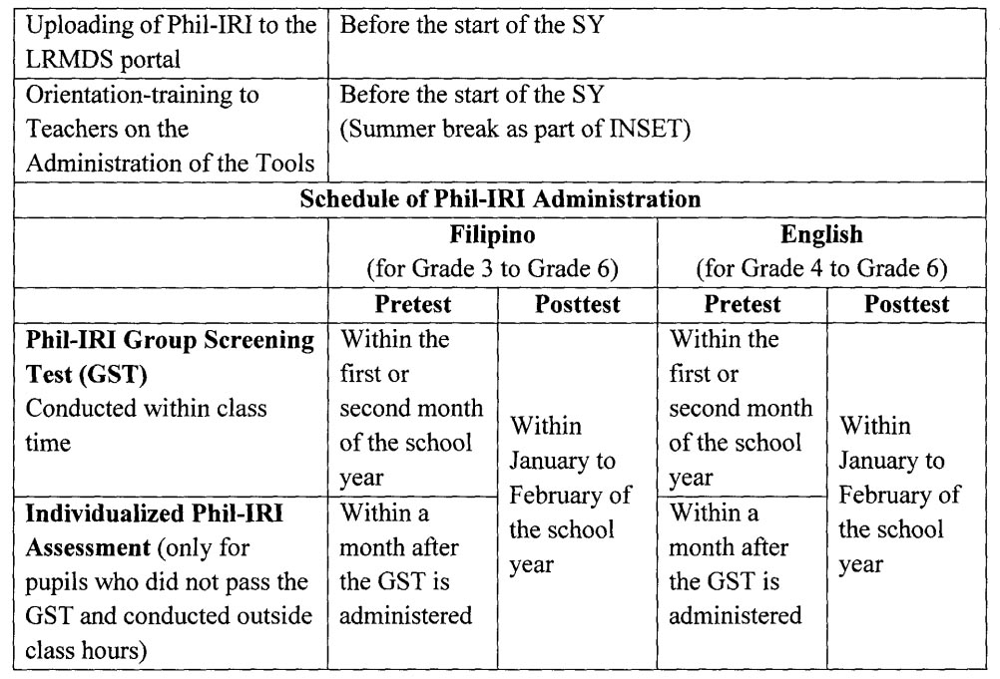 Uploading of Phil-IRI to the
LRMDS portal
Before the start of the SY
Orientation-training to
Teachers on the
Administration of the Tools
Before the start of the SY
(Summer break as part of INSET)
Schedule of Phil-IRI Administration
Filipino
(for Grade 3 to Grade 6)
English
(for Grade 4 to Grade 6)
Pretest
Posttest
Pretest
Posttest
Phil-IRI Group Screening
Test (GST)
Conducted within class
time
Within the
first or
second month
of the school
year
Within
January to
February of
the school
year
Within the
first or
second month
of the school
year
Within
January to
February of
the school
year
Individualized Phil-IRI
Assessment (only for
pupils who did not pass the
GST and conducted outside
class hours)
Within a
month after
the GST is
administered
Within a
month after
the GST is
administered